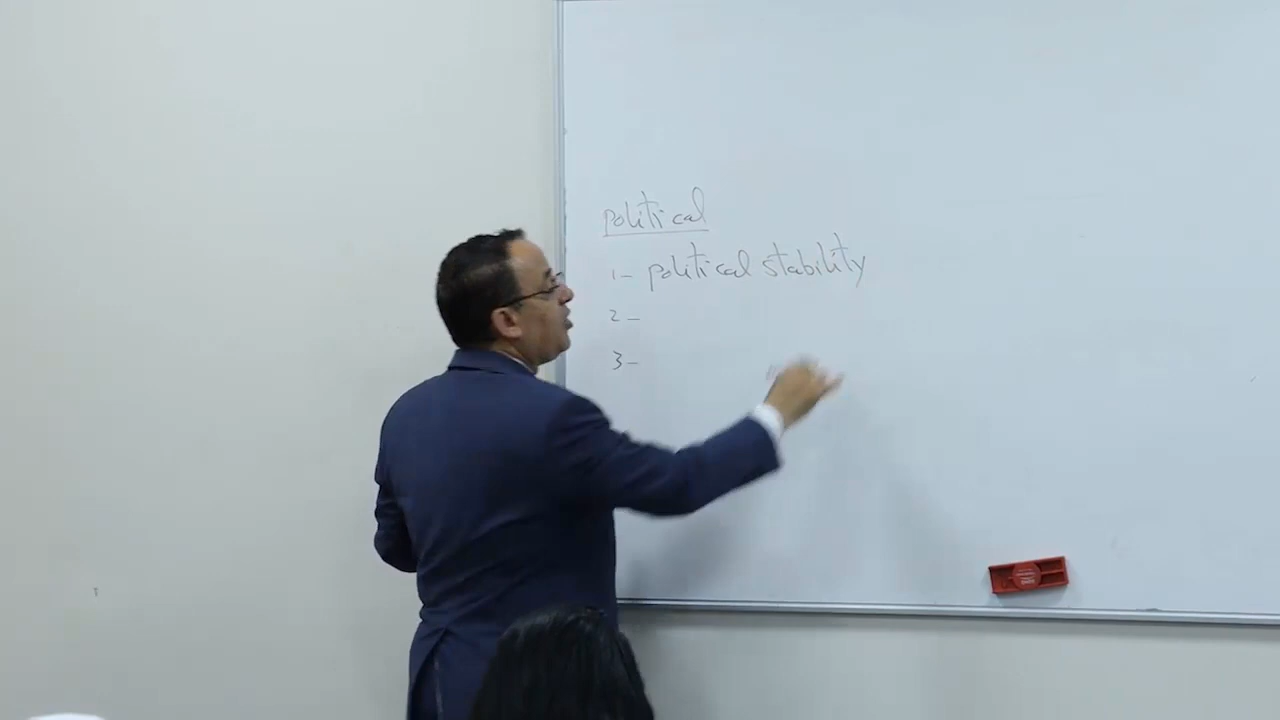 political
1- political stability
2-
3-